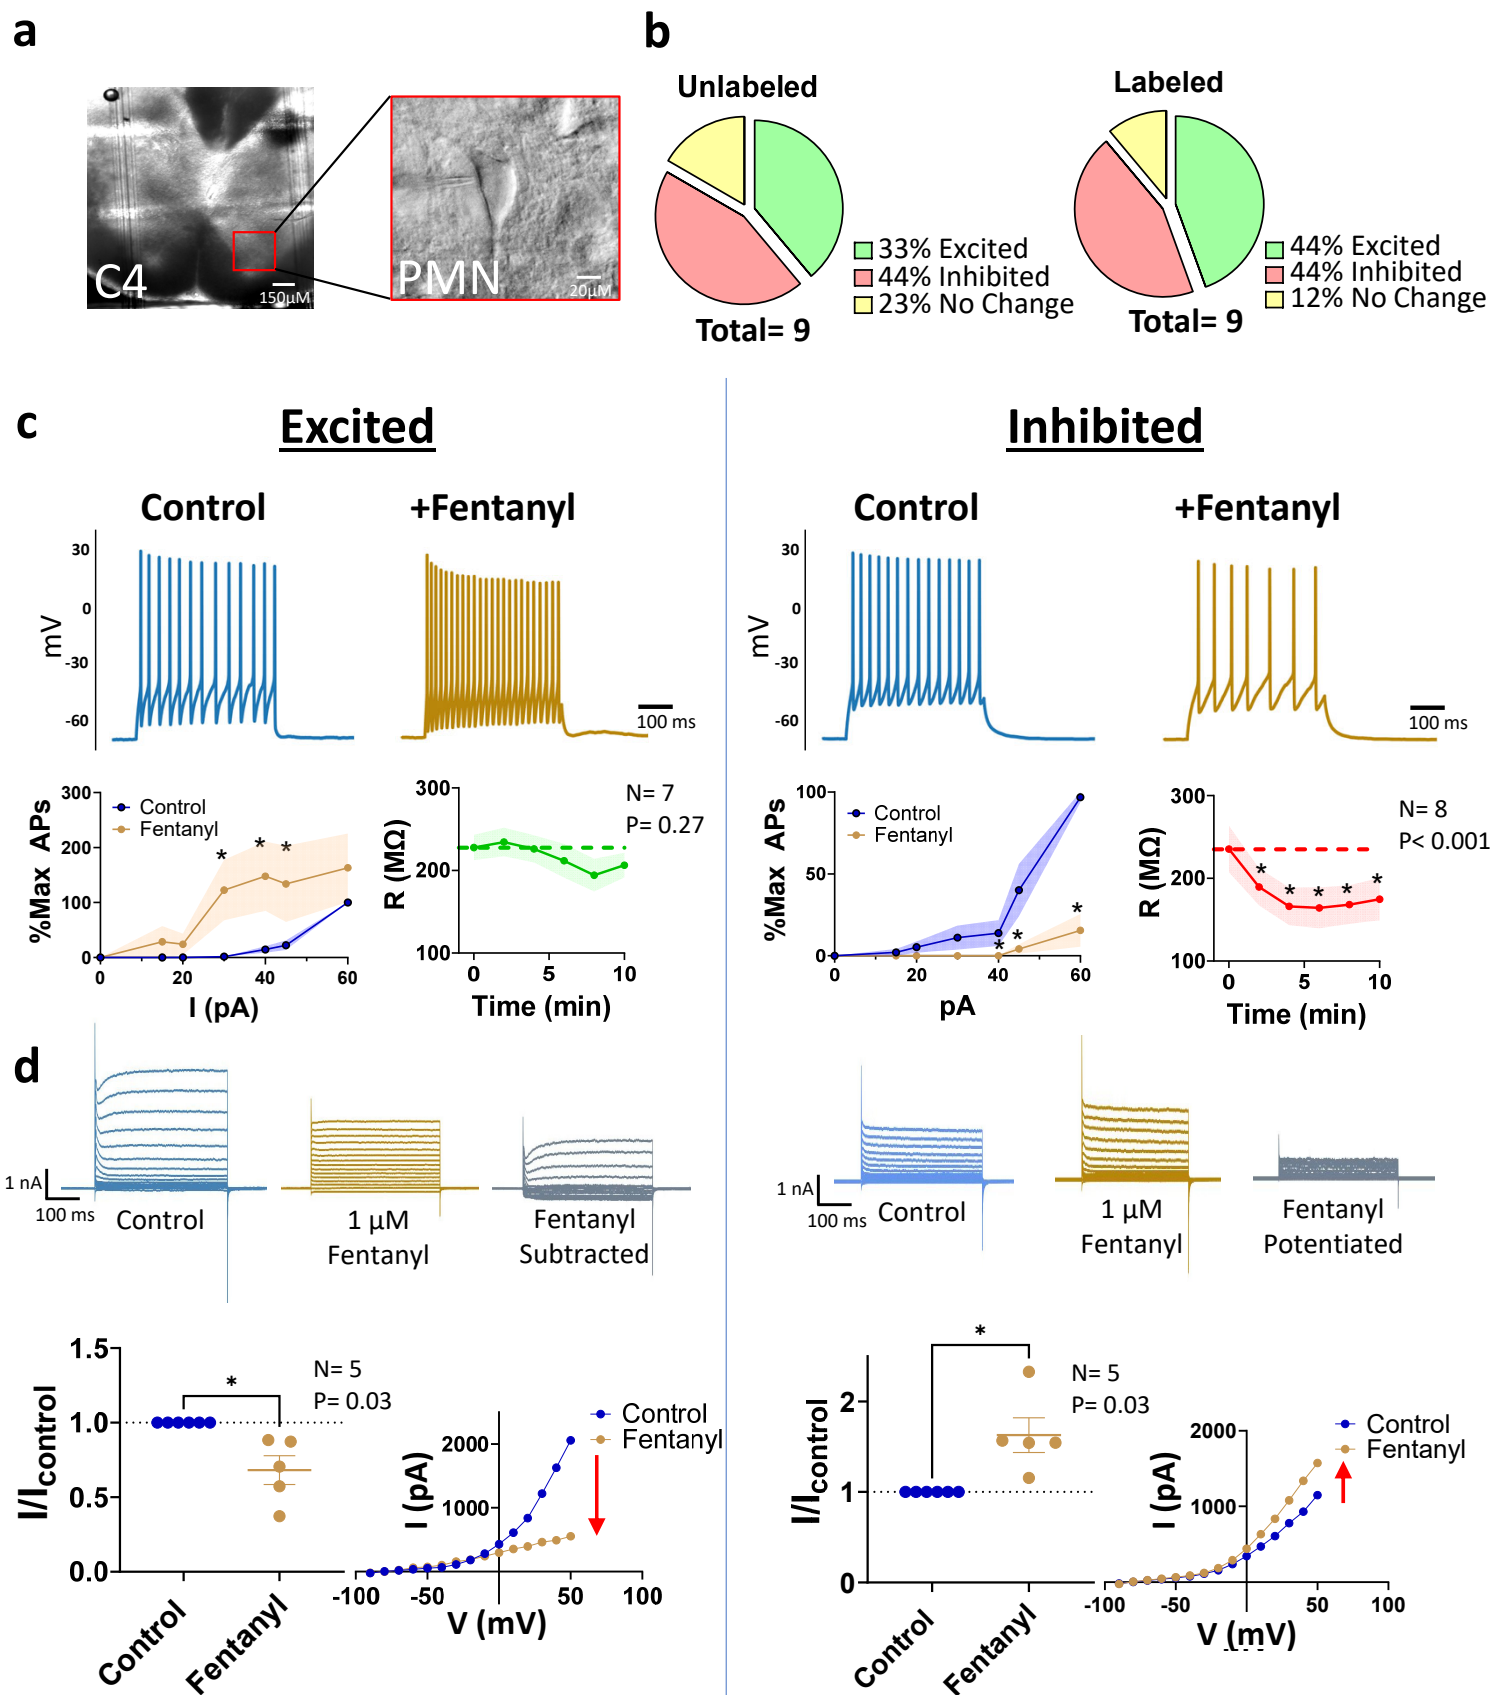 a
b
C4
150µM
PMN
20µM
Unlabeled
33% Excited
44% Inhibited
23% No Change
Total= 9
Labeled
44% Excited
44% Inhibited
12% No Change
Total= 9
c
Excited
Control
+Fentanyl
mV
30
0
-30
-60
100 ms
%Max APs
300
200
100
0
Control
Fentanyl
* * *
0 20 40 60
I (pA)
R (MΩ)
300
200
100
N= 7
P= 0.27
0 5 10
Time (min)
Inhibited
Control
+Fentanyl
mV
30
0
-30
-60
100 ms
%Max APs
100
50
0
Control
Fentanyl
* * *
0 20 40 60
pA
R (MΩ)
300
200
100
N= 8
P< 0.001
* * * * *
0 5 10
Time (min)
d
1 nA
100 ms
Control
1 µM
Fentanyl
Fentanyl
Subtracted
I/Icontrol
1.5
1.0
0.5
0.0
*
N= 5
P= 0.03
Control
Fentanyl
I (pA)
2000
1000
Control
Fentanyl
-100 -50 0 50 100
V (mV)
1 nA
100 ms
Control
1 µM
Fentanyl
Fentanyl
Potentiated
I/Icontrol
2
1
0
*
N= 5
P= 0.03
Control
Fentanyl
I (pA)
2000
1000
Control
Fentanyl
-100 -50 0 50 100
V (mV)